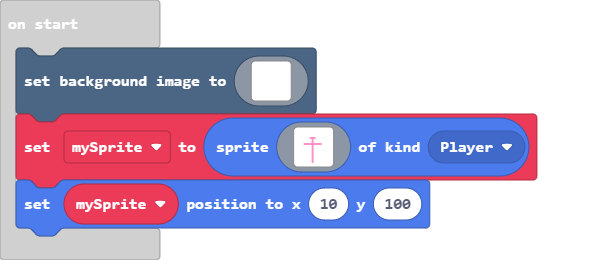 on start
set background image to
set mySprite to sprite of kind Player
set mySprite position to x 10 y 100